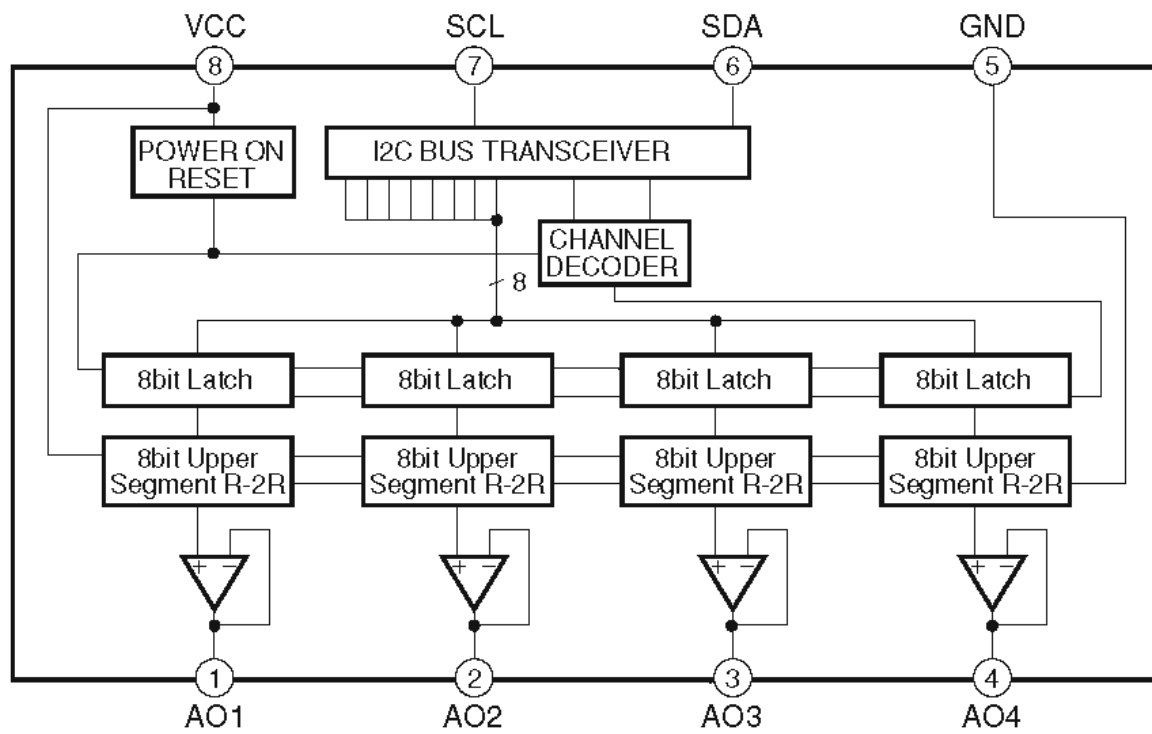 VCC SCL SDA GND
8 7 6 5
POWER ON
RESET
I2C BUS TRANSCEIVER
CHANNEL
DECODER
8
8bit Latch 8bit Latch 8bit Latch 8bit Latch
8bit Upper 8bit Upper 8bit Upper 8bit Upper
Segment R-2R Segment R-2R Segment R-2R Segment R-2R
+ − + − + − + −
1 2 3 4
AO1 AO2 AO3 AO4